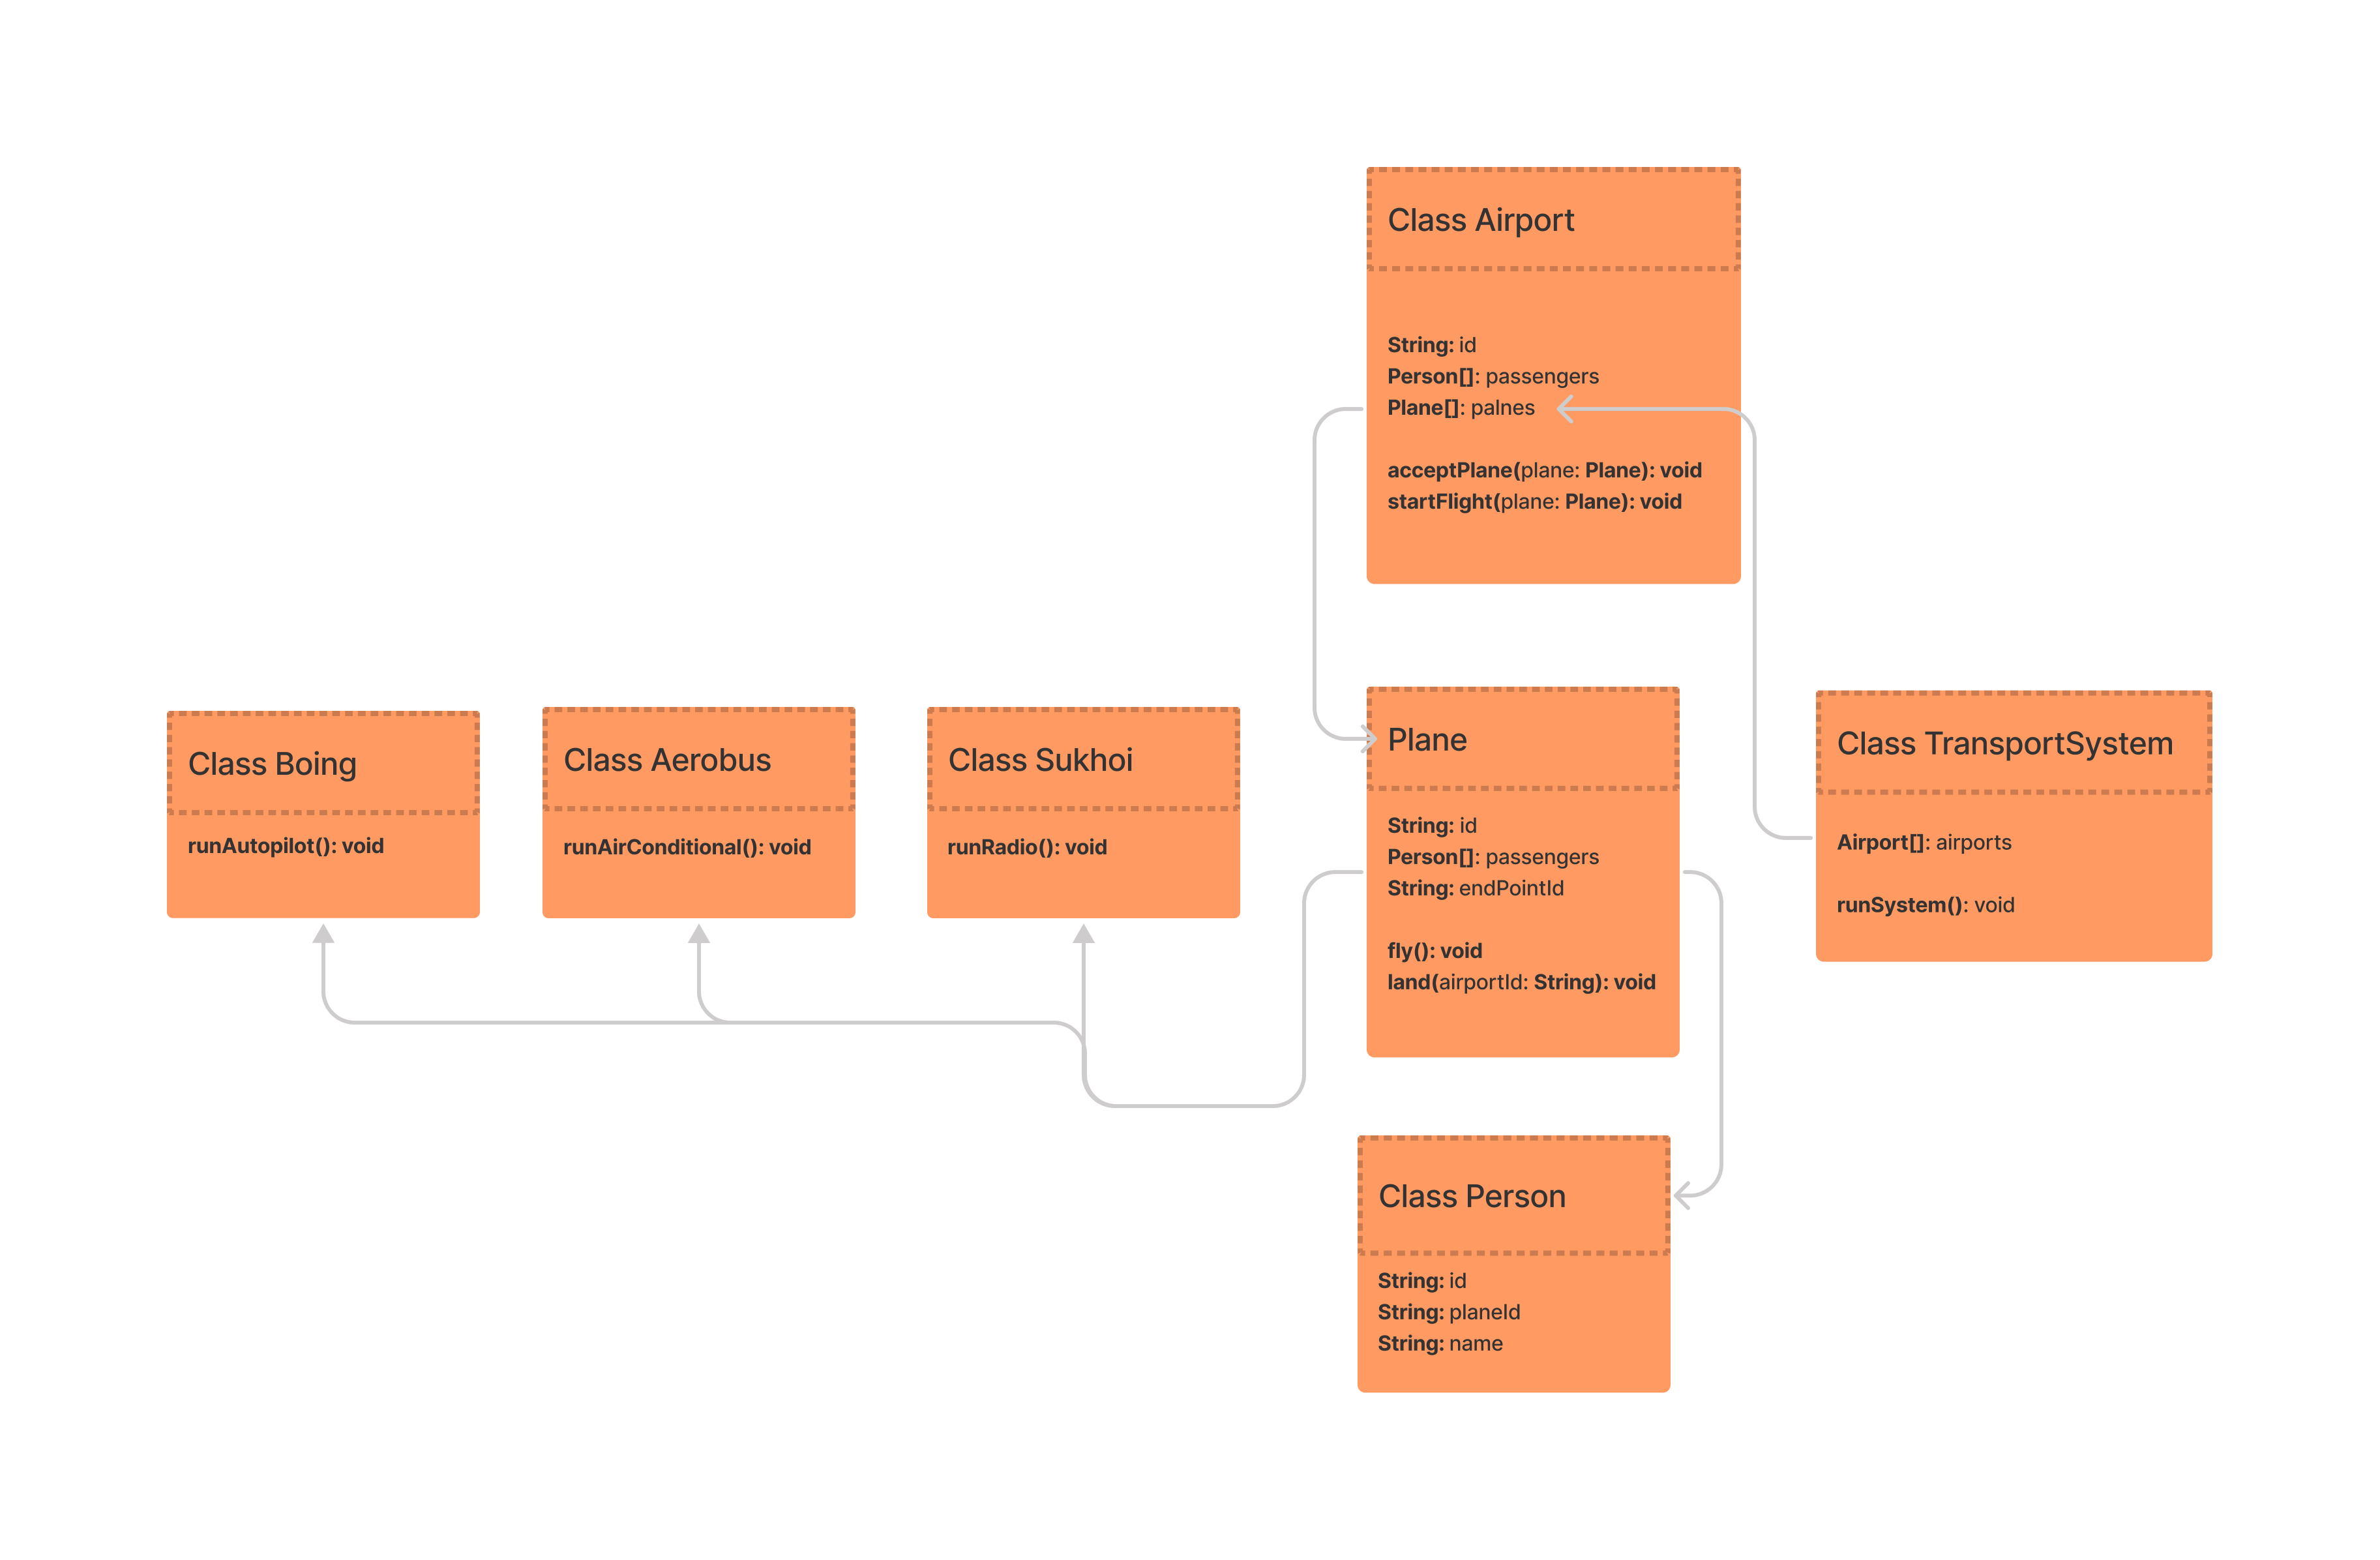 Class Airport
String: id
Person[]: passengers
Plane[]: palnes
acceptPlane(plane: Plane): void
startFlight(plane: Plane): void
Class Boing
runAutopilot(): void
Class Aerobus
runAirConditional(): void
Class Sukhoi
runRadio(): void
Plane
String: id
Person[]: passengers
String: endPointId
fly(): void
land(airportId: String): void
Class TransportSystem
Airport[]: airports
runSystem(): void
Class Person
String: id
String: planeId
String: name